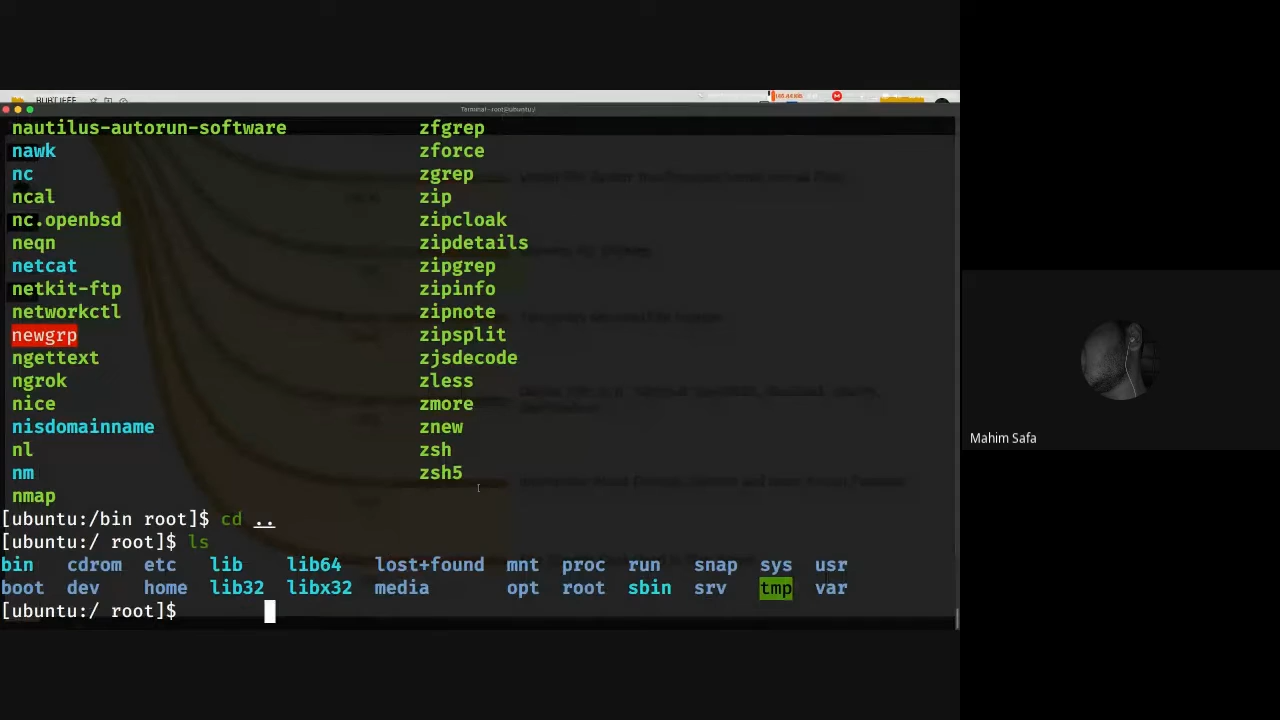 Terminal - root@ubuntu:/
nautilus-autorun-software zfgrep
nawk zforce
nc zgrep
ncal zip
nc.openbsd zipcloak
neqn zipdetails
netcat zipgrep
netkit-ftp zipinfo
networkctl zipnote
newgrp zipsplit
ngettext zjsdecode
ngrok zless
nice zmore
nisdomainname znew
nl zsh
nm zsh5
nmap
[ubuntu:/bin root]$ cd ..
[ubuntu:/ root]$ ls
bin cdrom etc lib lib64 lost+found mnt proc run snap sys usr
boot dev home lib32 libx32 media opt root sbin srv tmp var
[ubuntu:/ root]$
Mahim Safa